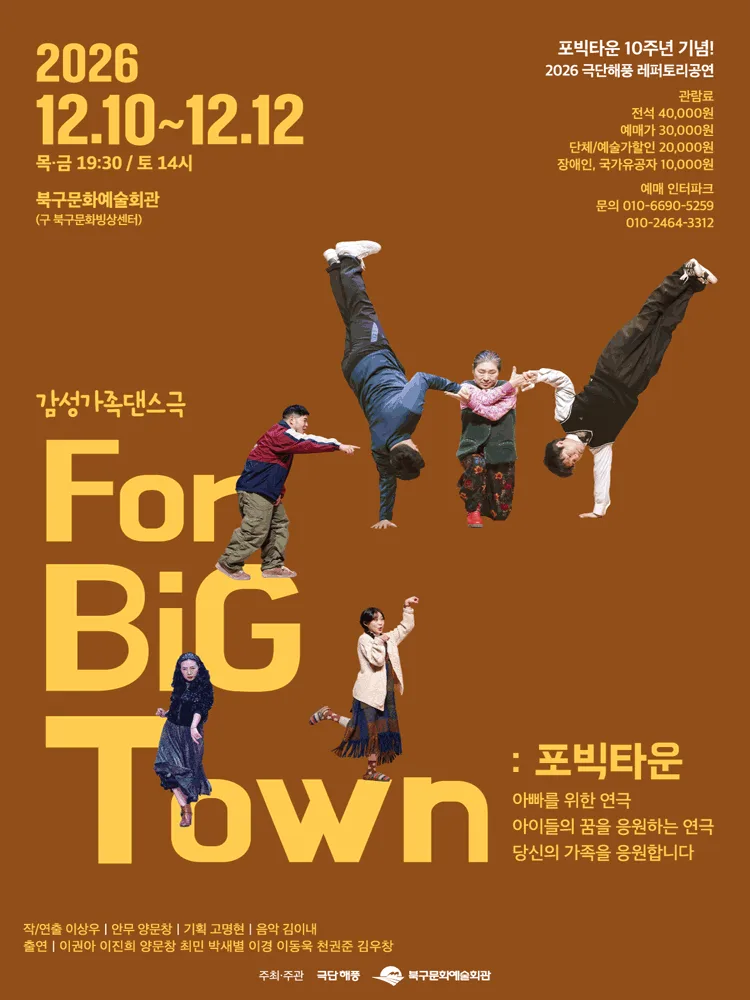 2026
12.10~12.12
목·금 19:30 / 토 14시
북구문화예술회관
(구 북구문화빙상센터)
포빅타운 10주년 기념!
2026 극단해풍 레퍼토리공연
관람료
전석 40,000원
예매가 30,000원
단체/예술가할인 20,000원
장애인, 국가유공자 10,000원
예매 인터파크
문의 010-6690-5259
010-2464-3312
감성가족댄스극
For
BiG
Town
: 포빅타운
아빠를 위한 연극
아이들의 꿈을 응원하는 연극
당신의 가족을 응원합니다
작/연출 이상우 | 안무 양문창 | 기획 고명현 | 음악 김이내
출연 | 이권아 이진희 양문창 최민 박새별 이경 이동욱 천권준 김우창
주최·주관 극단해풍 북구문화예술회관